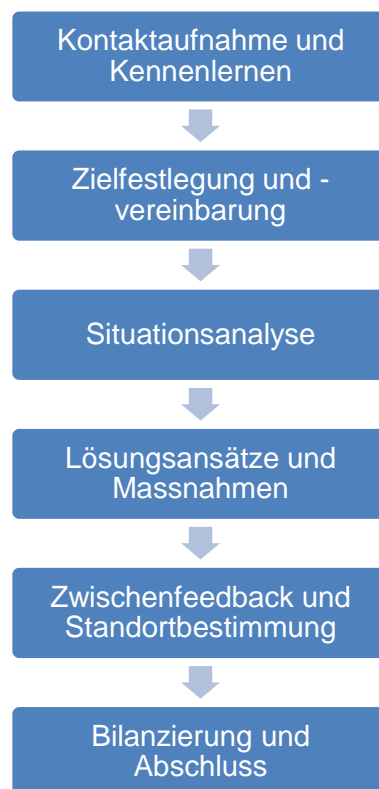 Kontaktaufnahme und
Kennenlernen
Zielfestlegung und -
vereinbarung
Situationsanalyse
Lösungsansätze und
Massnahmen
Zwischenfeedback und
Standortbestimmung
Bilanzierung und
Abschluss